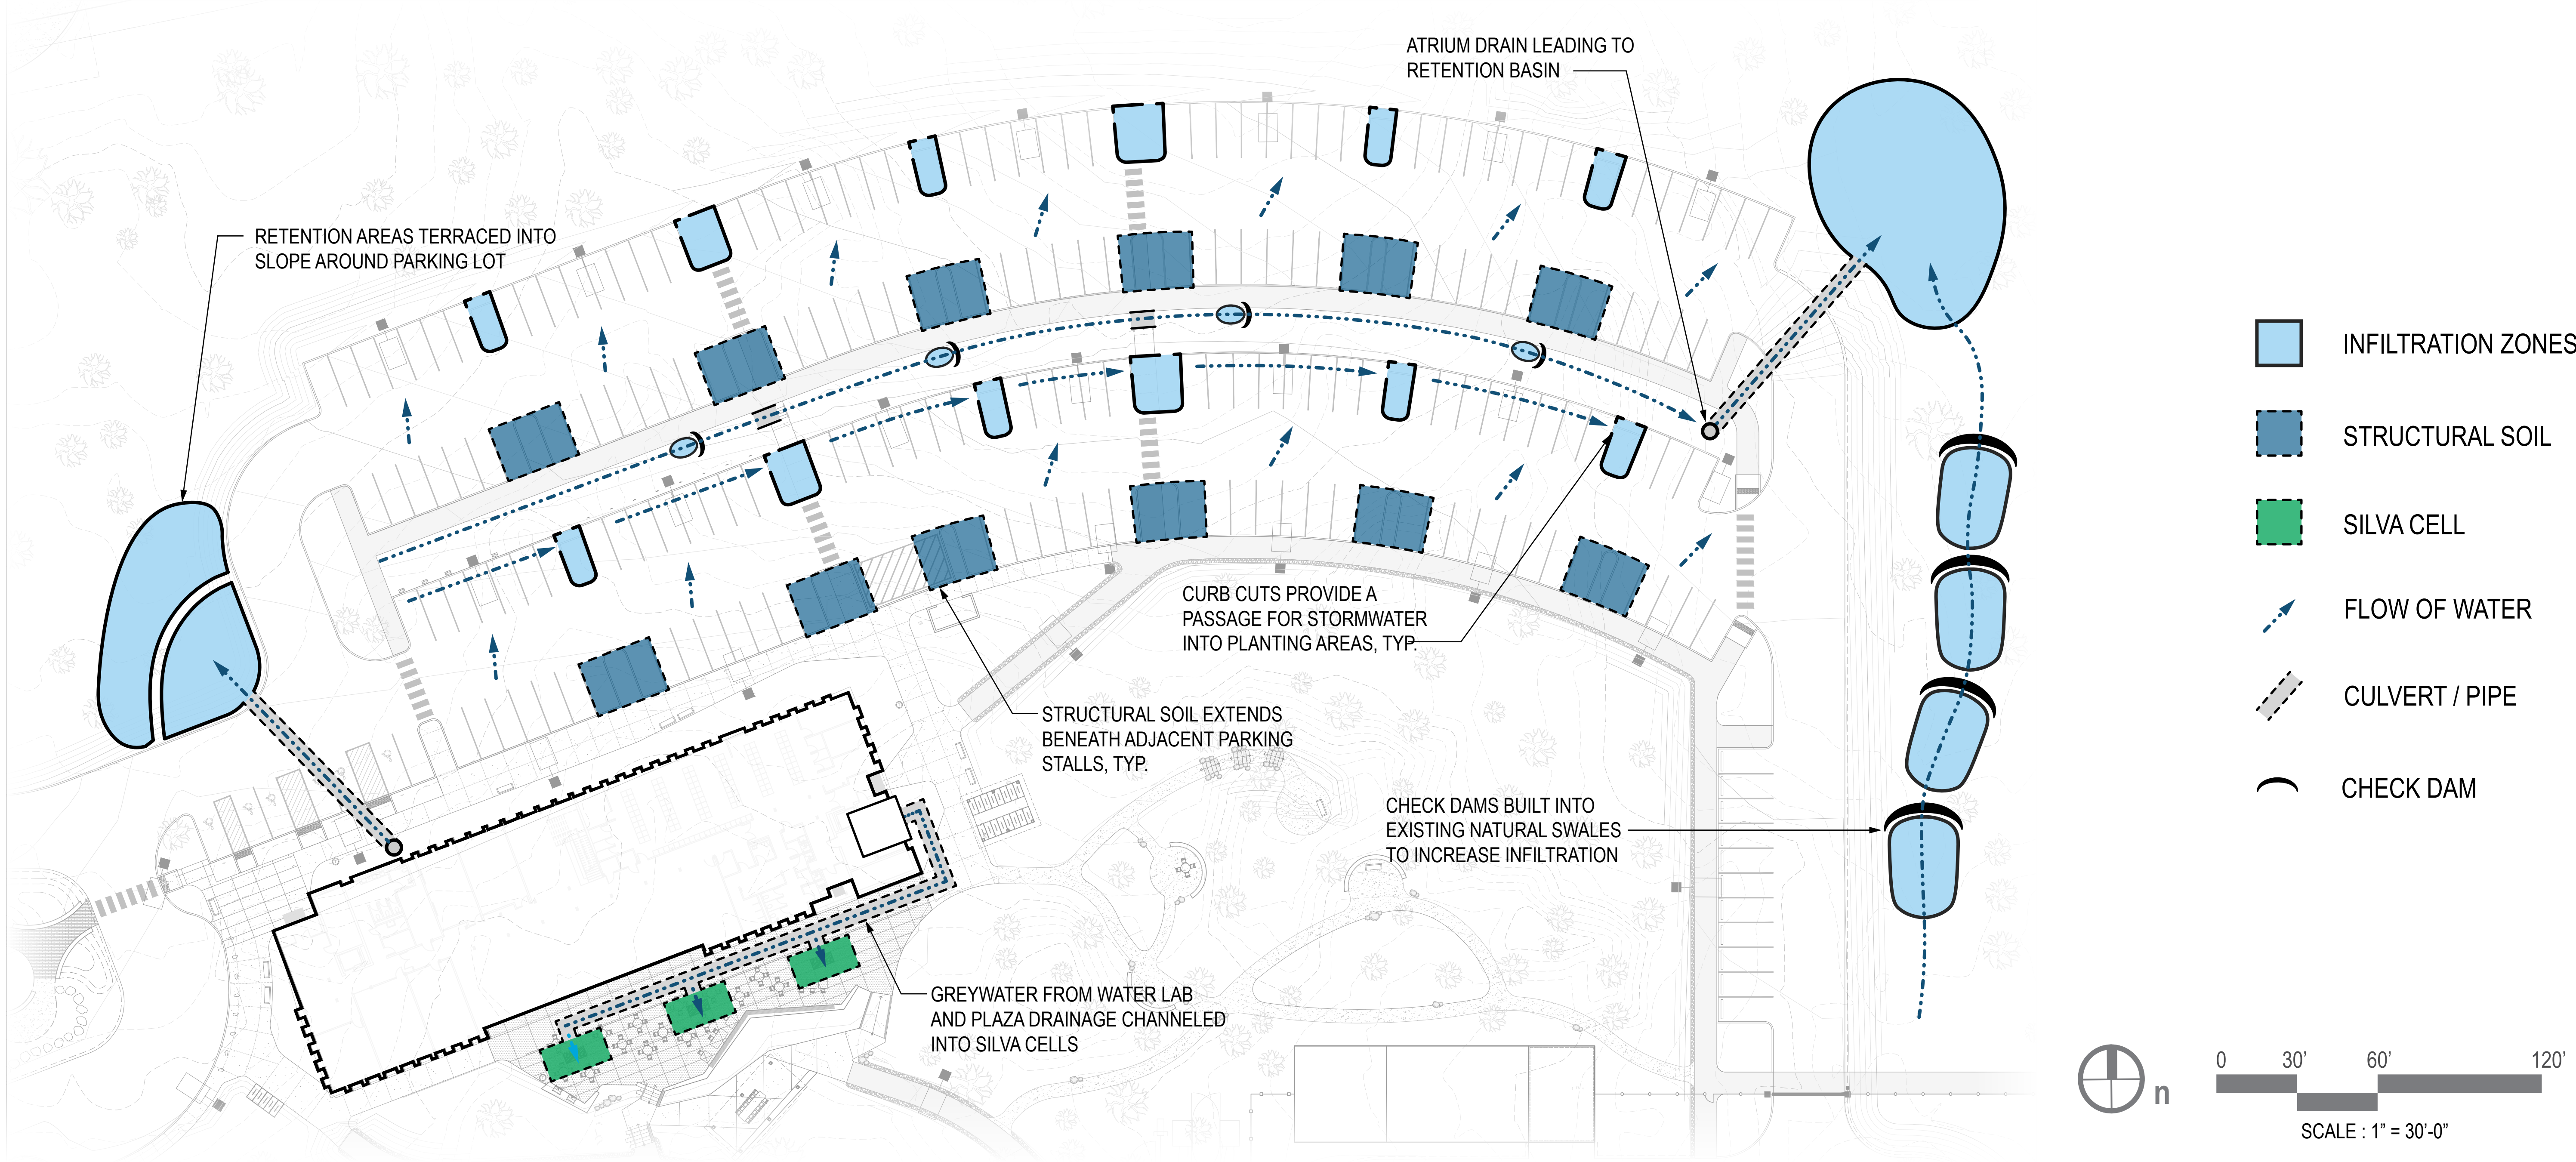 ATRIUM DRAIN LEADING TO
RETENTION BASIN
RETENTION AREAS TERRACED INTO
SLOPE AROUND PARKING LOT
CURB CUTS PROVIDE A
PASSAGE FOR STORMWATER
INTO PLANTING AREAS, TYP.
STRUCTURAL SOIL EXTENDS
BENEATH ADJACENT PARKING
STALLS, TYP.
CHECK DAMS BUILT INTO
EXISTING NATURAL SWALES
TO INCREASE INFILTRATION
GREYWATER FROM WATER LAB
AND PLAZA DRAINAGE CHANNELED
INTO SILVA CELLS
INFILTRATION ZONES
STRUCTURAL SOIL
SILVA CELL
FLOW OF WATER
CULVERT / PIPE
CHECK DAM
n
0 30' 60' 120'
SCALE : 1” = 30’-0”